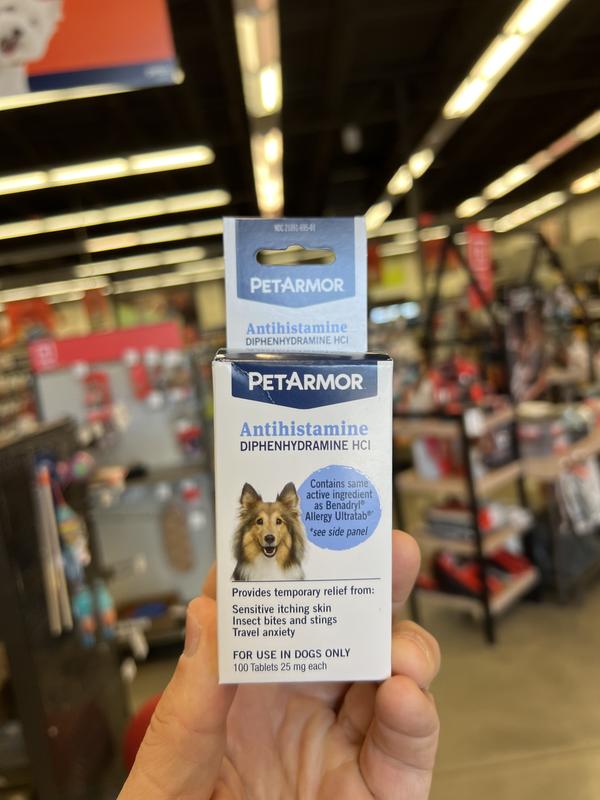 PETARMOR
Antihistamine
DIPHENHYDRAMINE HCl
PETARMOR
Antihistamine
DIPHENHYDRAMINE HCl
Contains same
active ingredient
as Benadryl®
Allergy Ultratab®*
*see side panel
Provides temporary relief from:
Sensitive itching skin
Insect bites and stings
Travel anxiety
FOR USE IN DOGS ONLY
100 Tablets 25 mg each